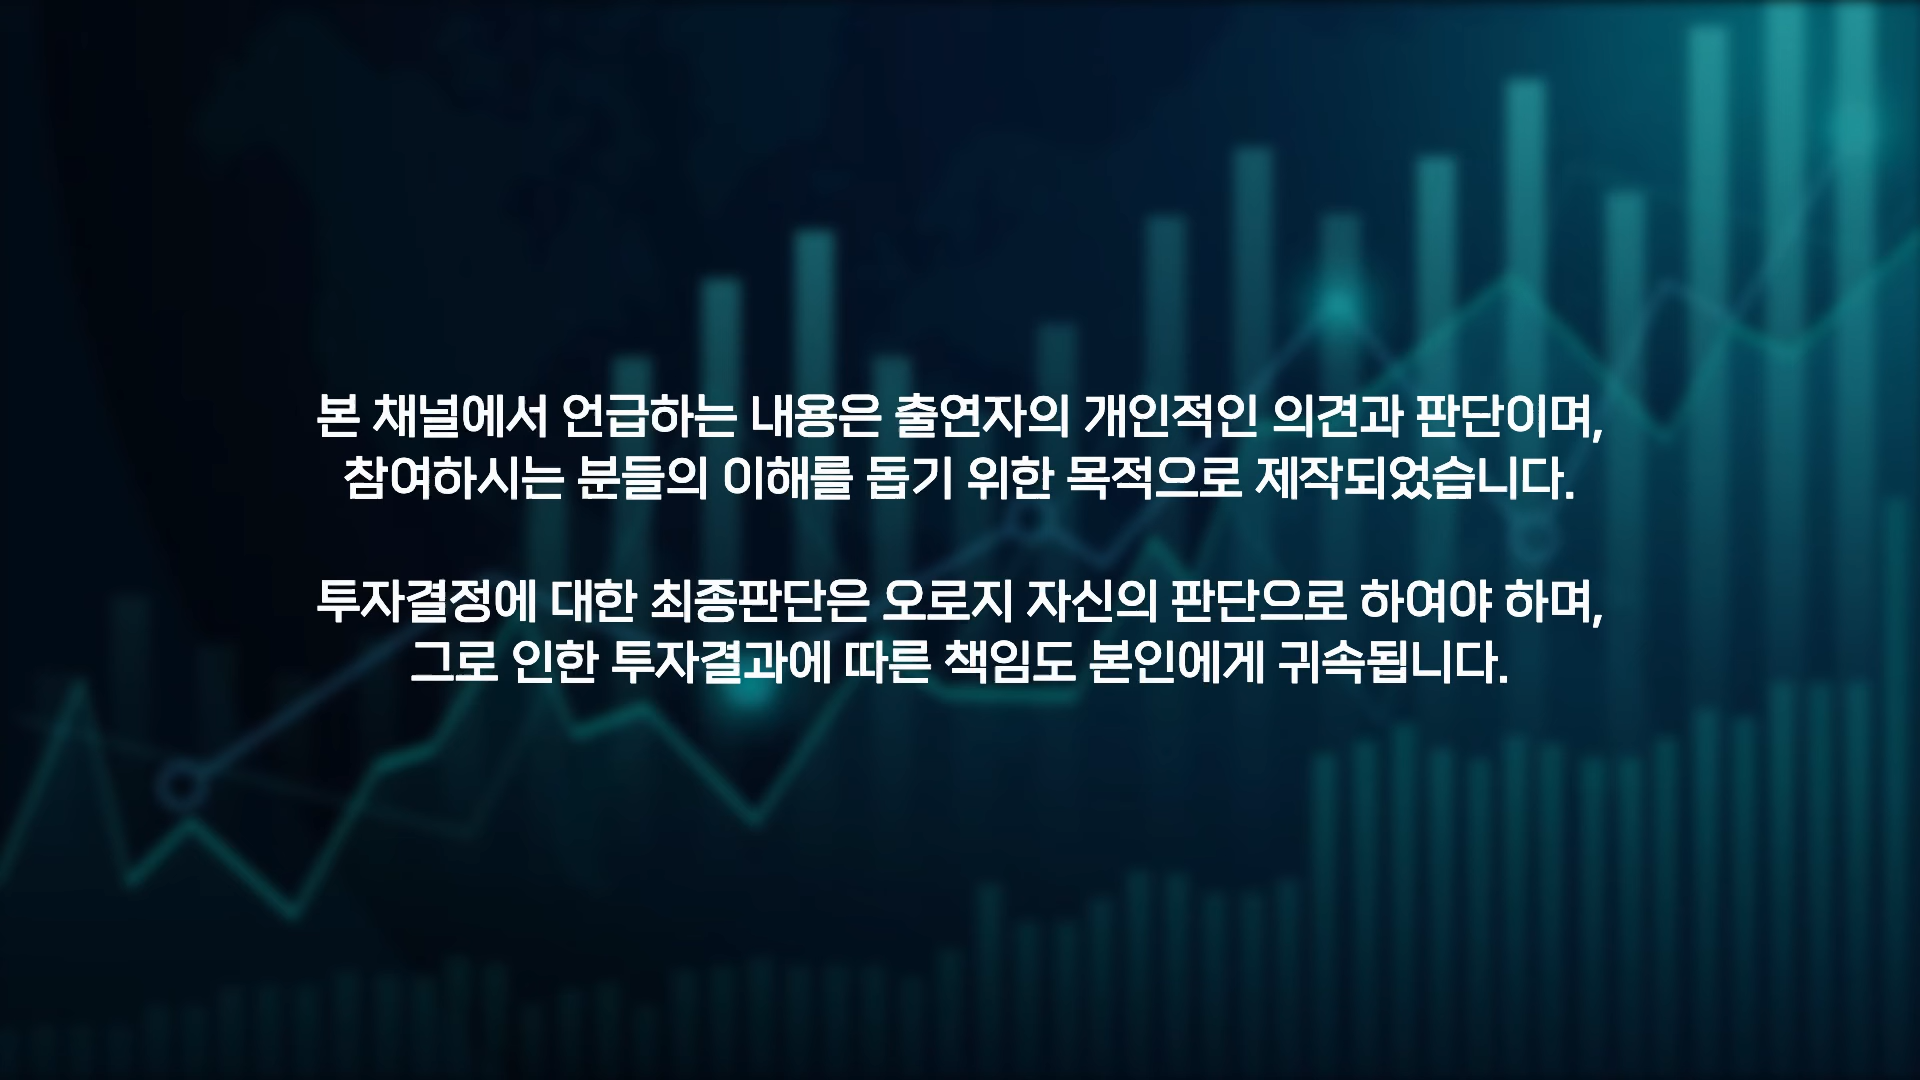 본 채널에서 언급하는 내용은 출연자의 개인적인 의견과 판단이며,
참여하시는 분들의 이해를 돕기 위한 목적으로 제작되었습니다.
투자결정에 대한 최종판단은 오로지 자신의 판단으로 하여야 하며,
그로 인한 투자결과에 따른 책임도 본인에게 귀속됩니다.